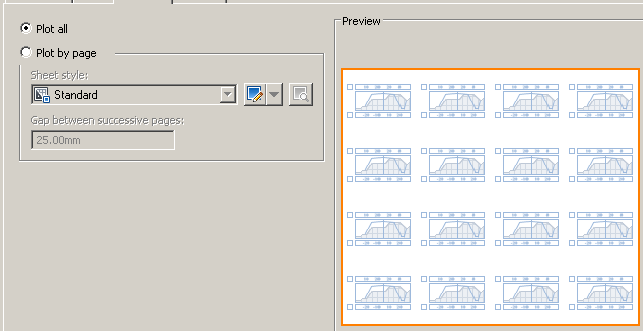 Plot all
Plot by page
Sheet style:
Standard
Gap between successive pages:
25.00mm
Preview